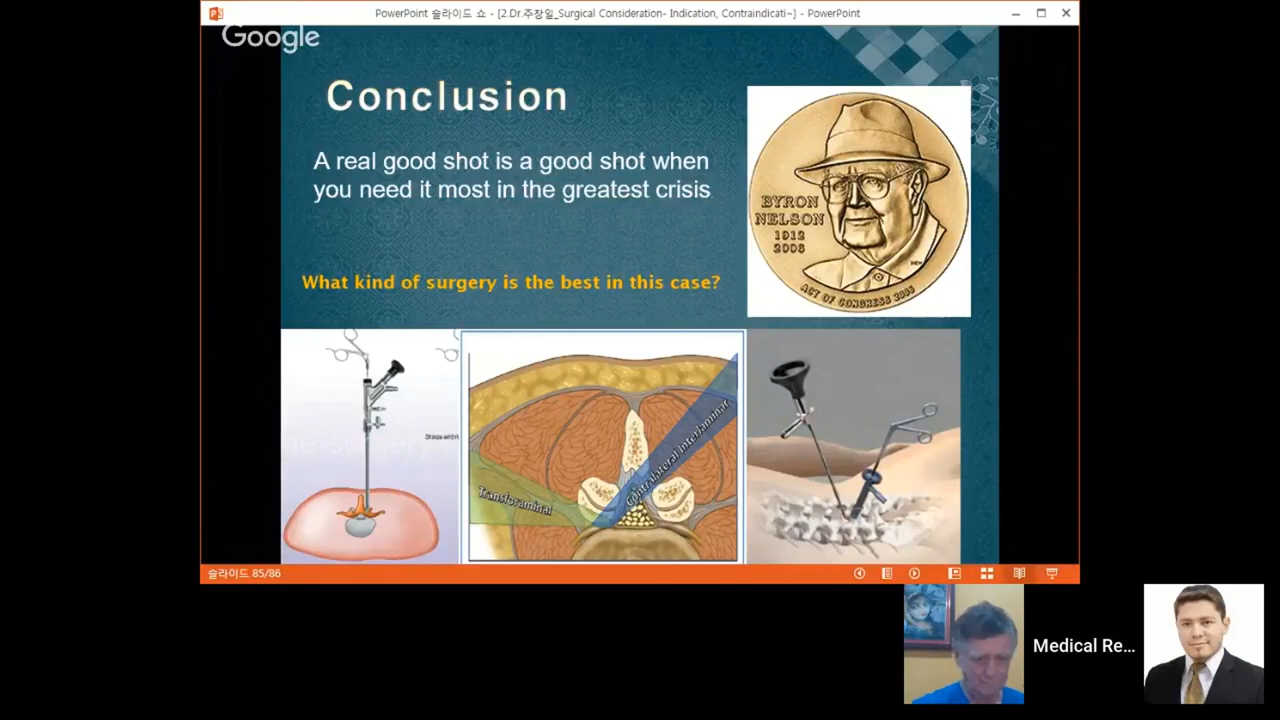 PowerPoint 슬라이드 쇼 - [2.Dr.주창일_Surgical Consideration- Indication, Contraindicati~] - PowerPoint
Google
Conclusion
A real good shot is a good shot when
you need it most in the greatest crisis
BYRON
NELSON
1912
2006
ACT OF CONGRESS 2006
What kind of surgery is the best in this case?
Transforaminal
Contralateral Interlaminar
슬라이드 85/86
Medical Re...